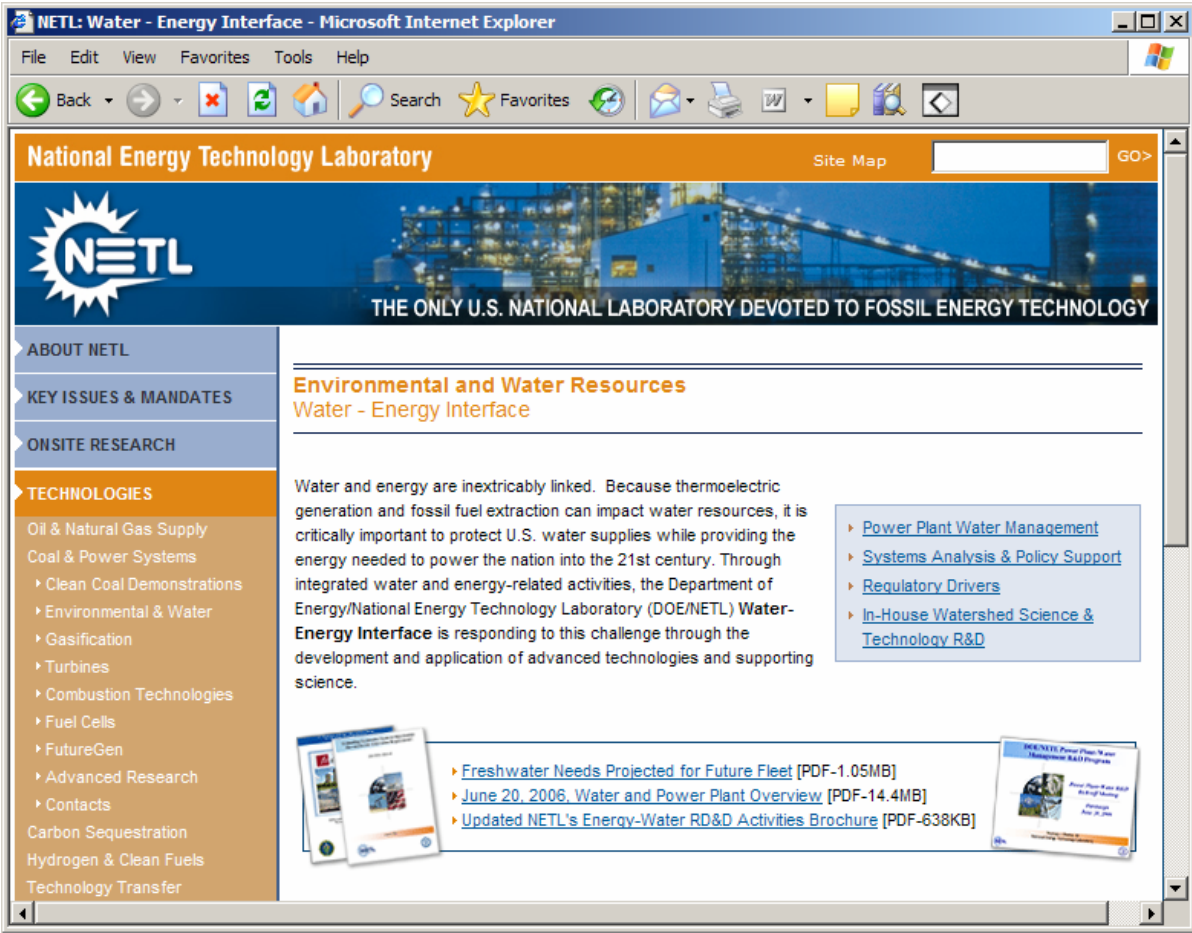 NETL: Water - Energy Interface - Microsoft Internet Explorer
File Edit View Favorites Tools Help
Back Search Favorites
National Energy Technology Laboratory Site Map GO>
NETL
THE ONLY U.S. NATIONAL LABORATORY DEVOTED TO FOSSIL ENERGY TECHNOLOGY
ABOUT NETL
KEY ISSUES & MANDATES
ONSITE RESEARCH
TECHNOLOGIES
Oil & Natural Gas Supply
Coal & Power Systems
Clean Coal Demonstrations
Environmental & Water
Gasification
Turbines
Combustion Technologies
Fuel Cells
FutureGen
Advanced Research
Contacts
Carbon Sequestration
Hydrogen & Clean Fuels
Technology Transfer
Environmental and Water Resources
Water - Energy Interface
Water and energy are inextricably linked. Because thermoelectric
generation and fossil fuel extraction can impact water resources, it is
critically important to protect U.S. water supplies while providing the
energy needed to power the nation into the 21st century. Through
integrated water and energy-related activities, the Department of
Energy/National Energy Technology Laboratory (DOE/NETL) Water-
Energy Interface is responding to this challenge through the
development and application of advanced technologies and supporting
science.
Power Plant Water Management
Systems Analysis & Policy Support
Regulatory Drivers
In-House Watershed Science &
Technology R&D
Freshwater Needs Projected for Future Fleet [PDF-1.05MB]
June 20, 2006, Water and Power Plant Overview [PDF-14.4MB]
Updated NETL's Energy-Water RD&D Activities Brochure [PDF-638KB]
DOE/NETL Power Plant-Water
Management R&D Program